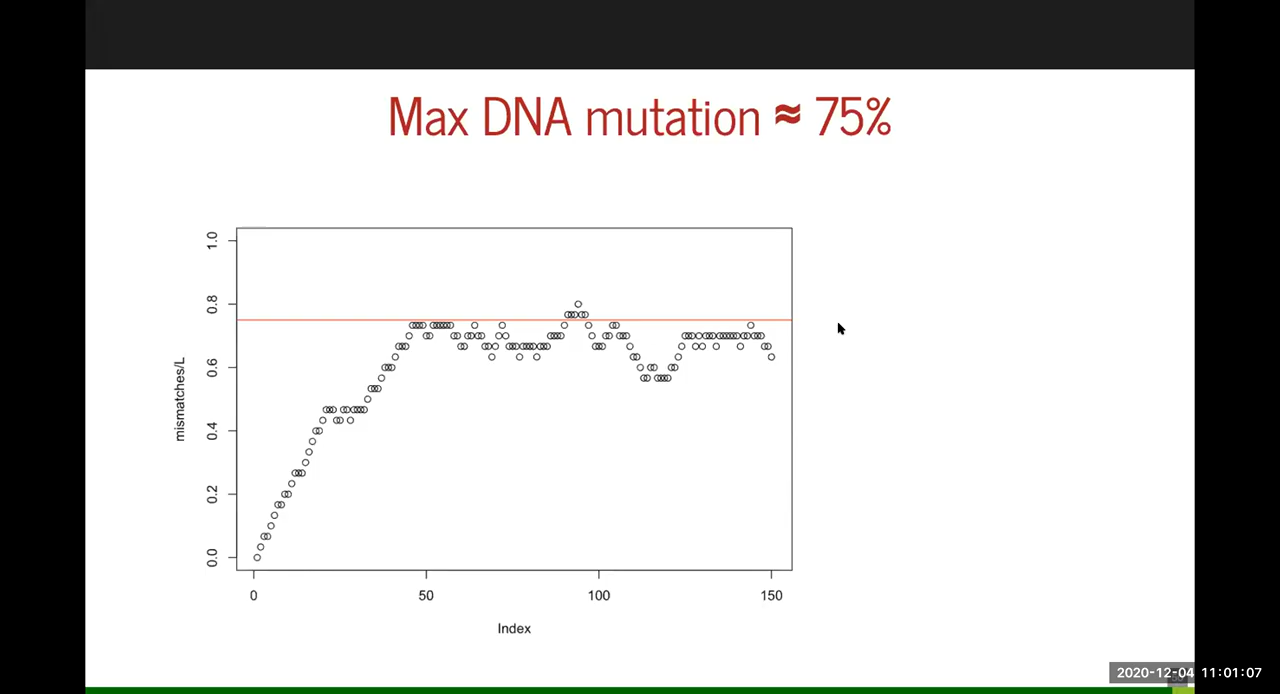 Max DNA mutation ≈ 75%
1.0
0.8
0.6
0.4
0.2
0.0
mismatches/L
0 50 100 150
Index
2020-12-04 11:01:07